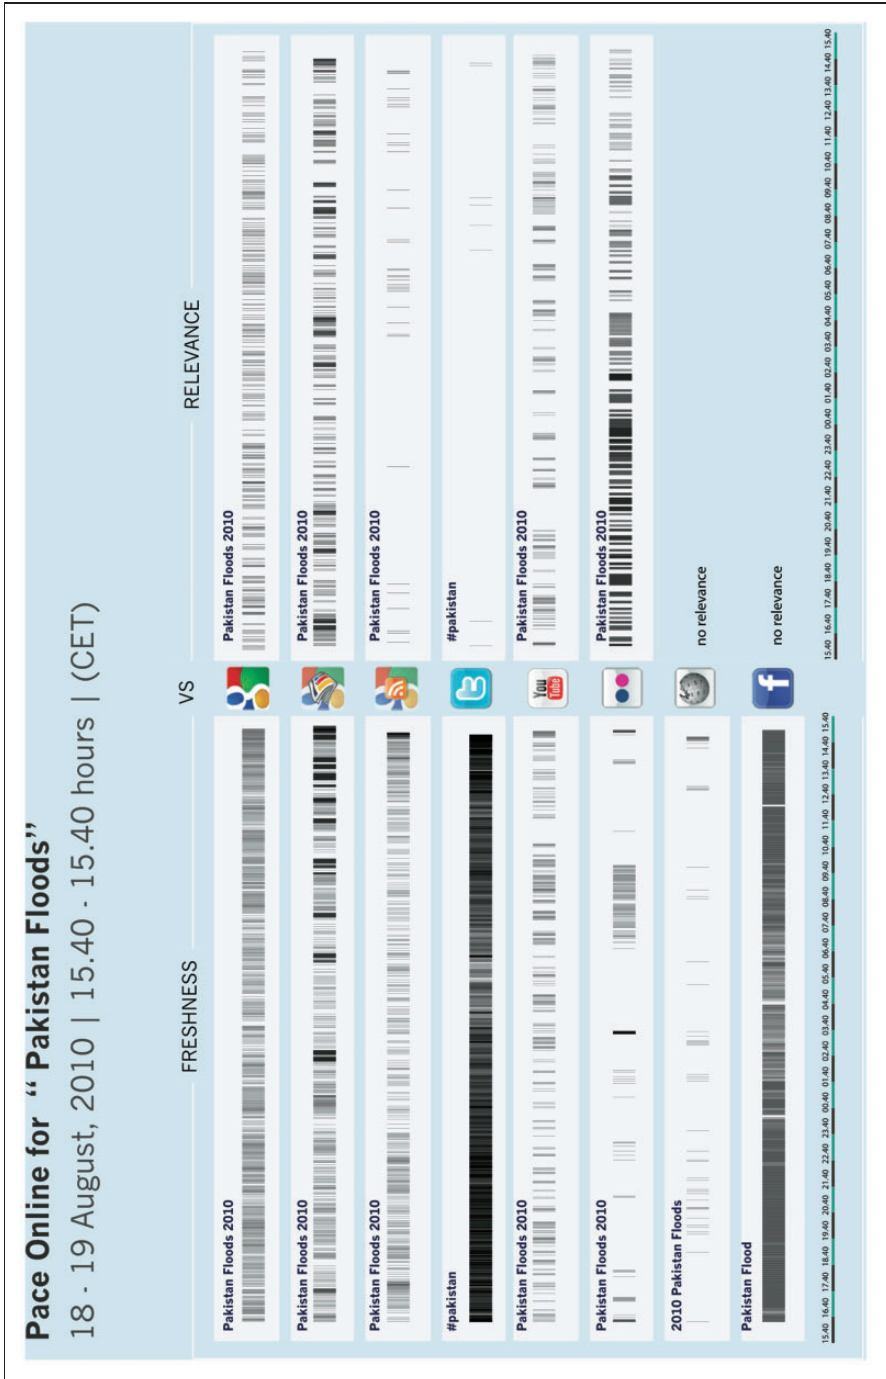 Pace Online for “ Pakistan Floods”
18 - 19 August, 2010 | 15.40 - 15.40 hours | (CET)
FRESHNESS
VS
RELEVANCE
Pakistan Floods 2010
Pakistan Floods 2010
Pakistan Floods 2010
Pakistan Floods 2010
Pakistan Floods 2010
Pakistan Floods 2010
#pakistan
#pakistan
Pakistan Floods 2010
You
Tube
Pakistan Floods 2010
Pakistan Floods 2010
Pakistan Floods 2010
2010 Pakistan Floods
no relevance
Pakistan Flood
f
no relevance
15.40 16.40 17.40 18.40 19.40 20.40 21.40 22.40 23.40 00.40 01.40 02.40 03.40 04.40 05.40 06.40 07.40 08.40 09.40 10.40 11.40 12.40 13.40 14.40 15.40
15.40 16.40 17.40 18.40 19.40 20.40 21.40 22.40 23.40 00.40 01.40 02.40 03.40 04.40 05.40 06.40 07.40 08.40 09.40 10.40 11.40 12.40 13.40 14.40 15.40